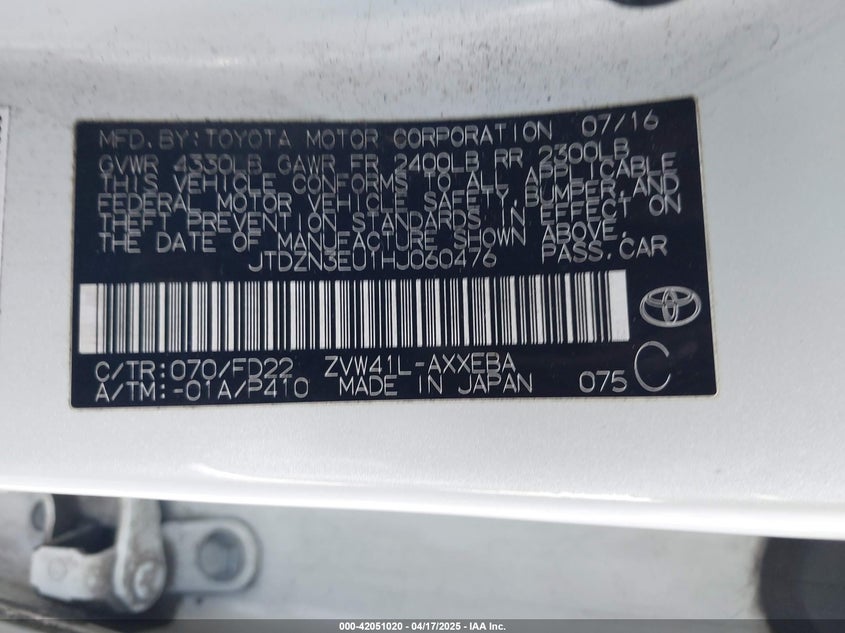 MFD.BY:TOYOTA MOTOR CORPORATION 07/16
GVWR 4330LB GAWR FR 2400LB RR 2300LB
THIS VEHICLE CONFORMS TO ALL APPLICABLE
FEDERAL MOTOR VEHICLE SAFETY,BUMPER,AND
THEFT PREVENTION STANDARDS IN EFFECT ON
THE DATE OF MANUFACTURE SHOWN ABOVE.
JTDZN3EU1HJ060476 PASS.CAR
C/TR:070/FD22 ZVW41L-AXXEBA
A/TM:-01A/P410 MADE IN JAPAN 075 C
000-42051020 | 04/17/2025 - IAA Inc.